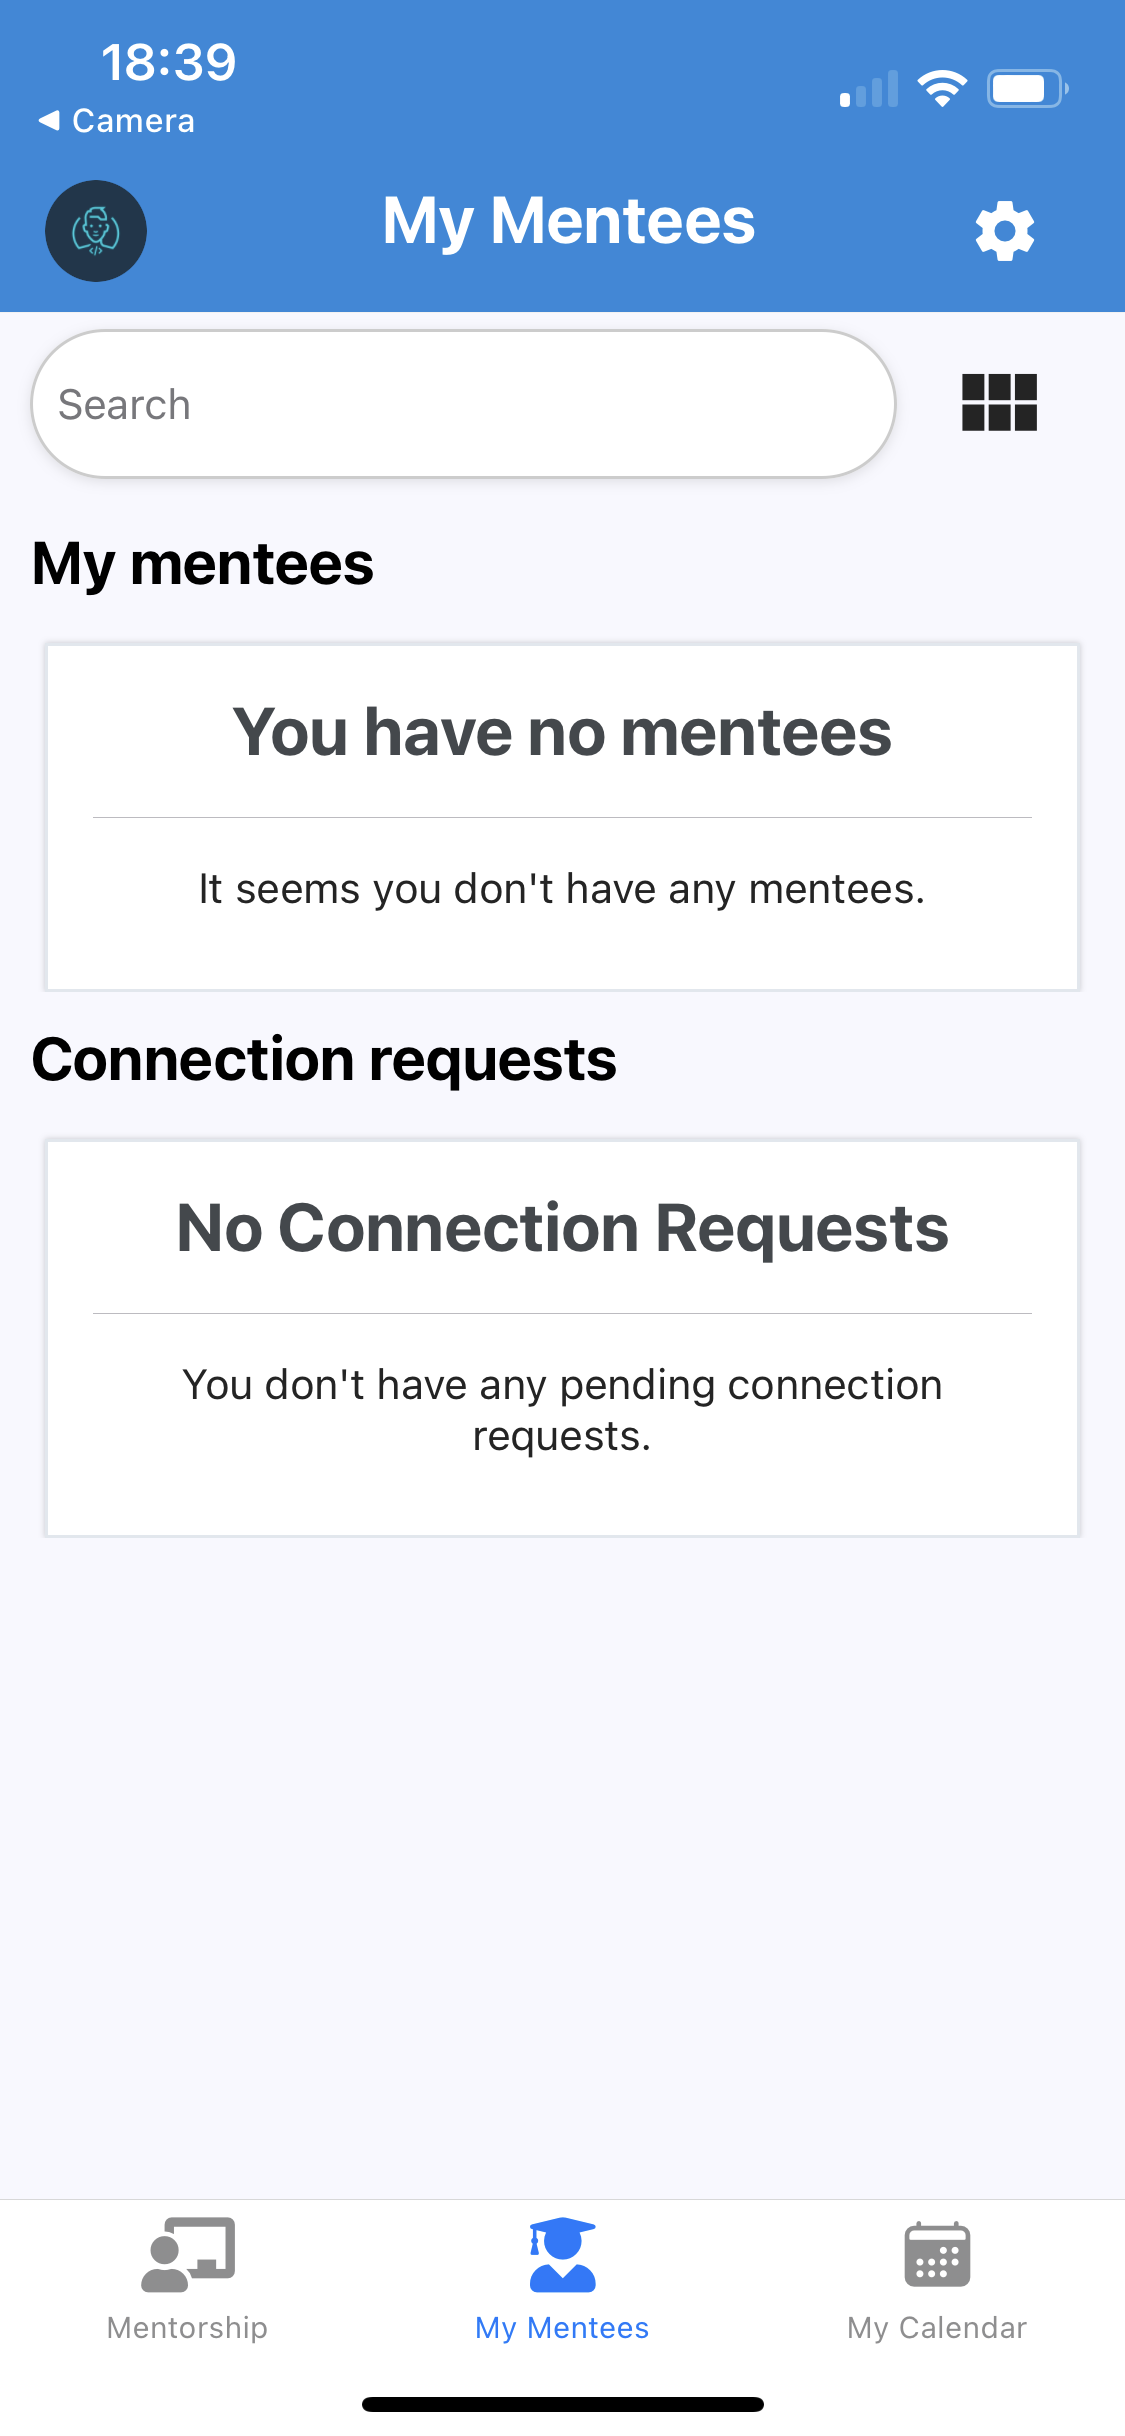 18:39
Camera
My Mentees
Search
My mentees
You have no mentees
It seems you don't have any mentees.
Connection requests
No Connection Requests
You don't have any pending connection
requests.
Mentorship
My Mentees
My Calendar